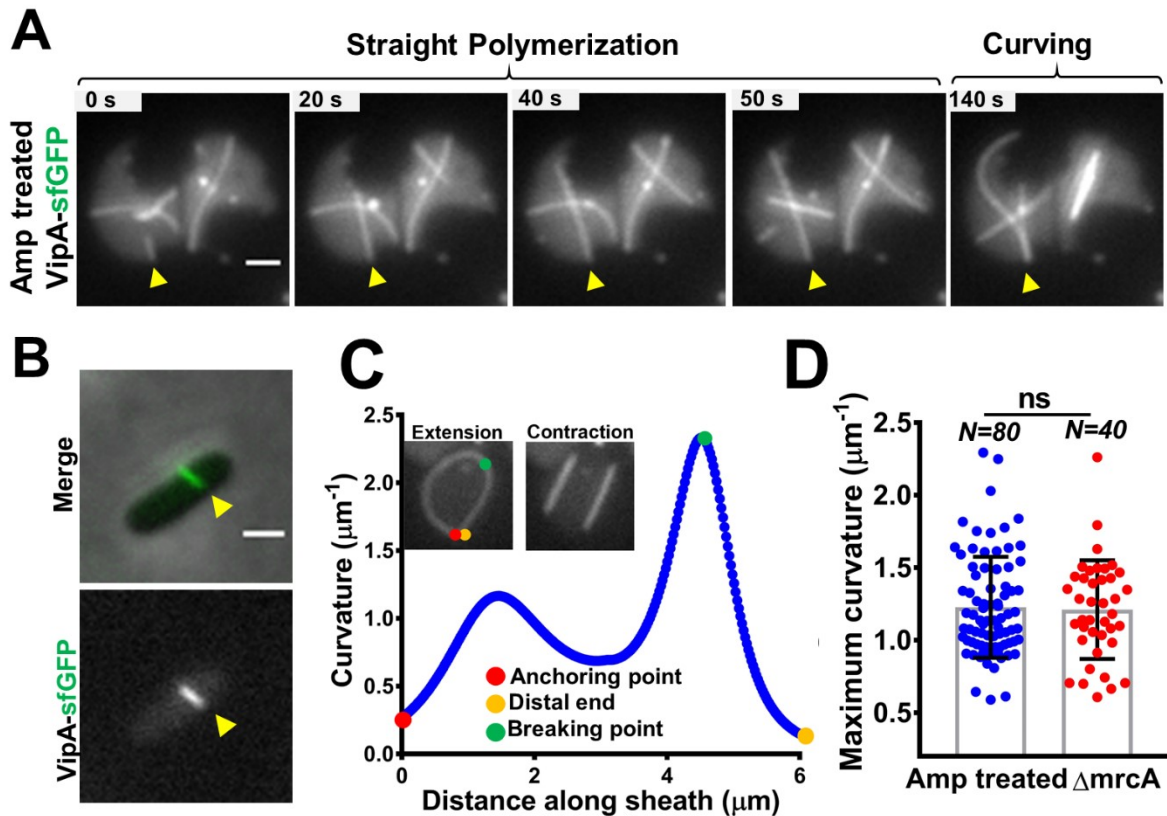 A
Straight Polymerization
Curving
Amp treated
VipA-sfGFP
0 s
20 s
40 s
50 s
140 s
B
Merge
VipA-sfGFP
C
Curvature (μm⁻¹)
2.5
2.0
1.5
1.0
0.5
0.0
Extension
Contraction
Anchoring point
Distal end
Breaking point
0
2
4
6
Distance along sheath (μm)
D
ns
N=80
N=40
Maximum curvature (μm⁻¹)
2.5
2.0
1.5
1.0
0.5
Amp treated
ΔmrcA